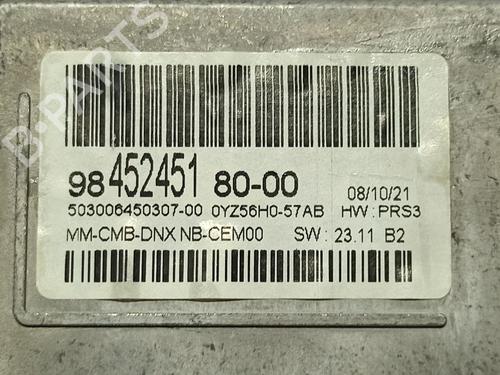 B-PARTS
98 452451 80-00
08/10/21
503006450307-00 0YZ56H0-57AB HW : PRS3
MM-CMB-DNX NB-CEM00 SW : 23.11 B2